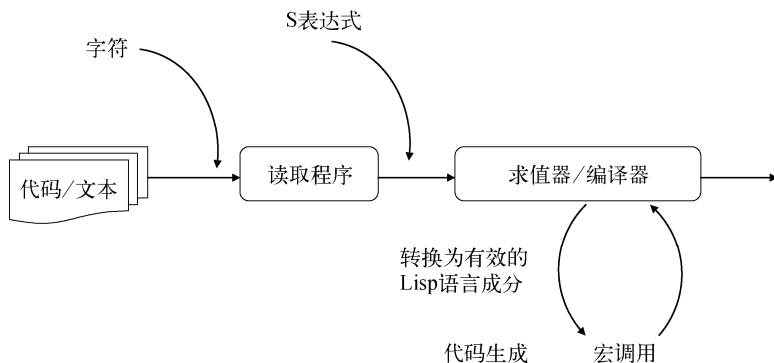 S表达式
字符
代码/文本
读取程序
求值器/编译器
转换为有效的
Lisp语言成分
代码生成
宏调用